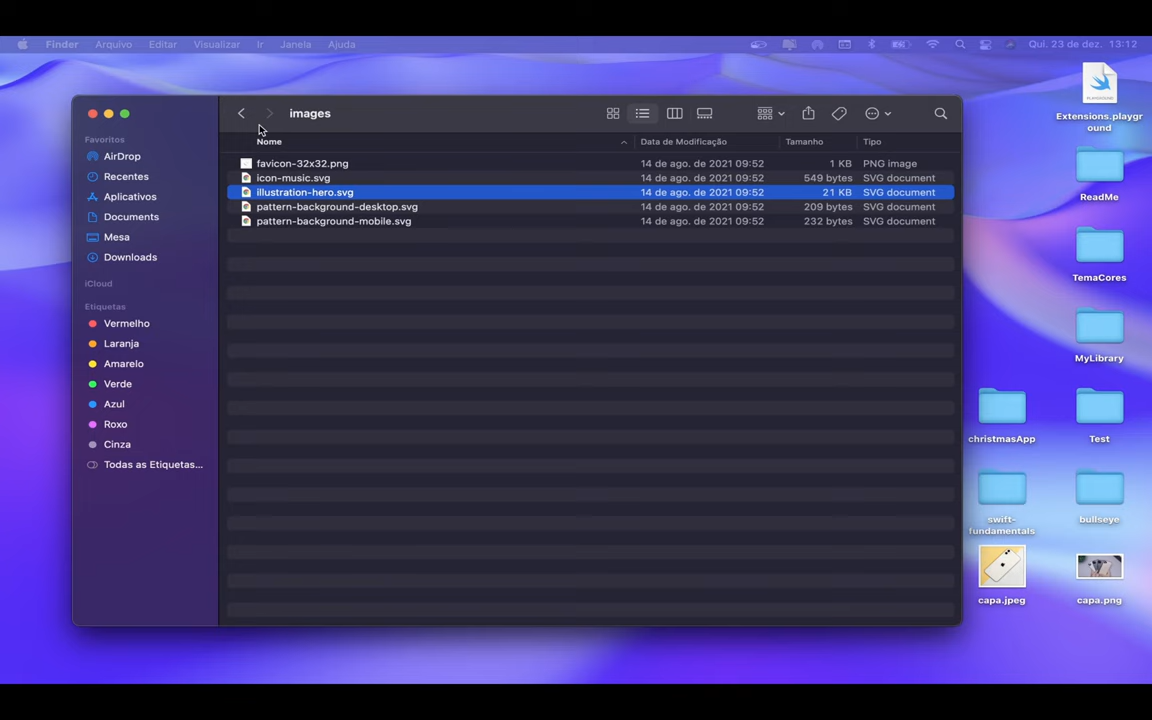 Finder Arquivo Editar Visualizar Ir Janela Ajuda Qui. 23 de dez. 13:12
images
Favoritos
AirDrop
Recentes
Aplicativos
Documents
Mesa
Downloads
iCloud
Etiquetas
Vermelho
Laranja
Amarelo
Verde
Azul
Roxo
Cinza
Todas as Etiquetas...
Nome Data de Modificação Tamanho Tipo
favicon-32x32.png 14 de ago. de 2021 09:52 1 KB PNG image
icon-music.svg 14 de ago. de 2021 09:52 549 bytes SVG document
illustration-hero.svg 14 de ago. de 2021 09:52 21 KB SVG document
pattern-background-desktop.svg 14 de ago. de 2021 09:52 209 bytes SVG document
pattern-background-mobile.svg 14 de ago. de 2021 09:52 232 bytes SVG document
PLAYGROUND
Extensions.playgr
ound
ReadMe
TemaCores
MyLibrary
christmasApp
Test
swift-
fundamentals
bullseye
capa.jpeg
capa.png